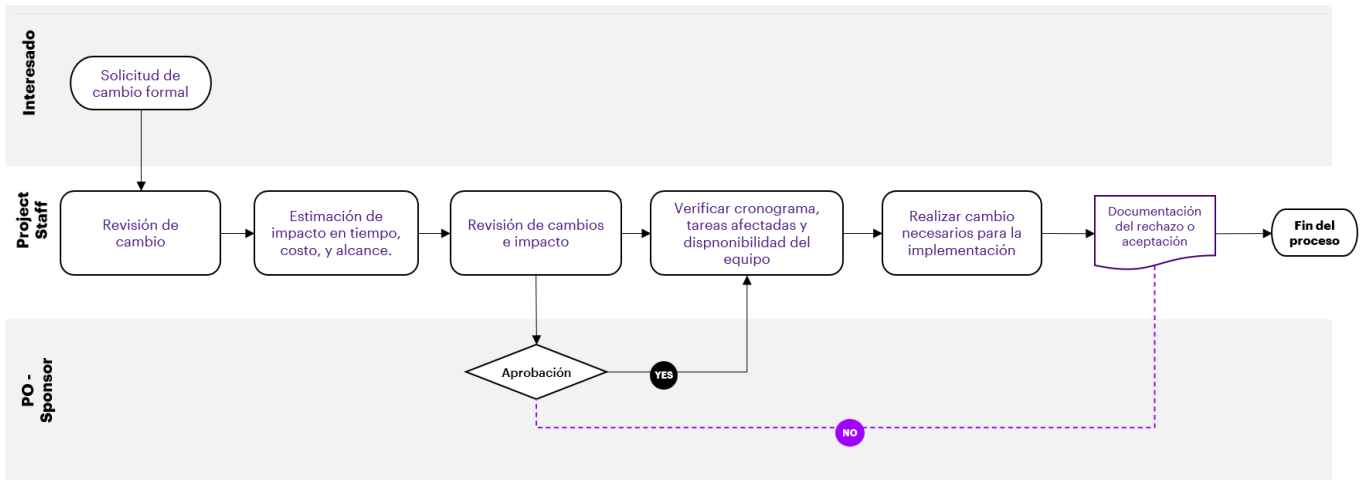 Interesado
Solicitud de
cambio formal
Project
Staff
Revisión de
cambio
Estimación de
impacto en tiempo,
costo, y alcance.
Revisión de cambios
e impacto
Verificar cronograma,
tareas afectadas y
dispnonibilidad del
equipo
Realizar cambio
necesarios para la
implementación
Documentación
del rechazo o
aceptación
Fin del
proceso
PO -
Sponsor
Aprobación
YES
NO